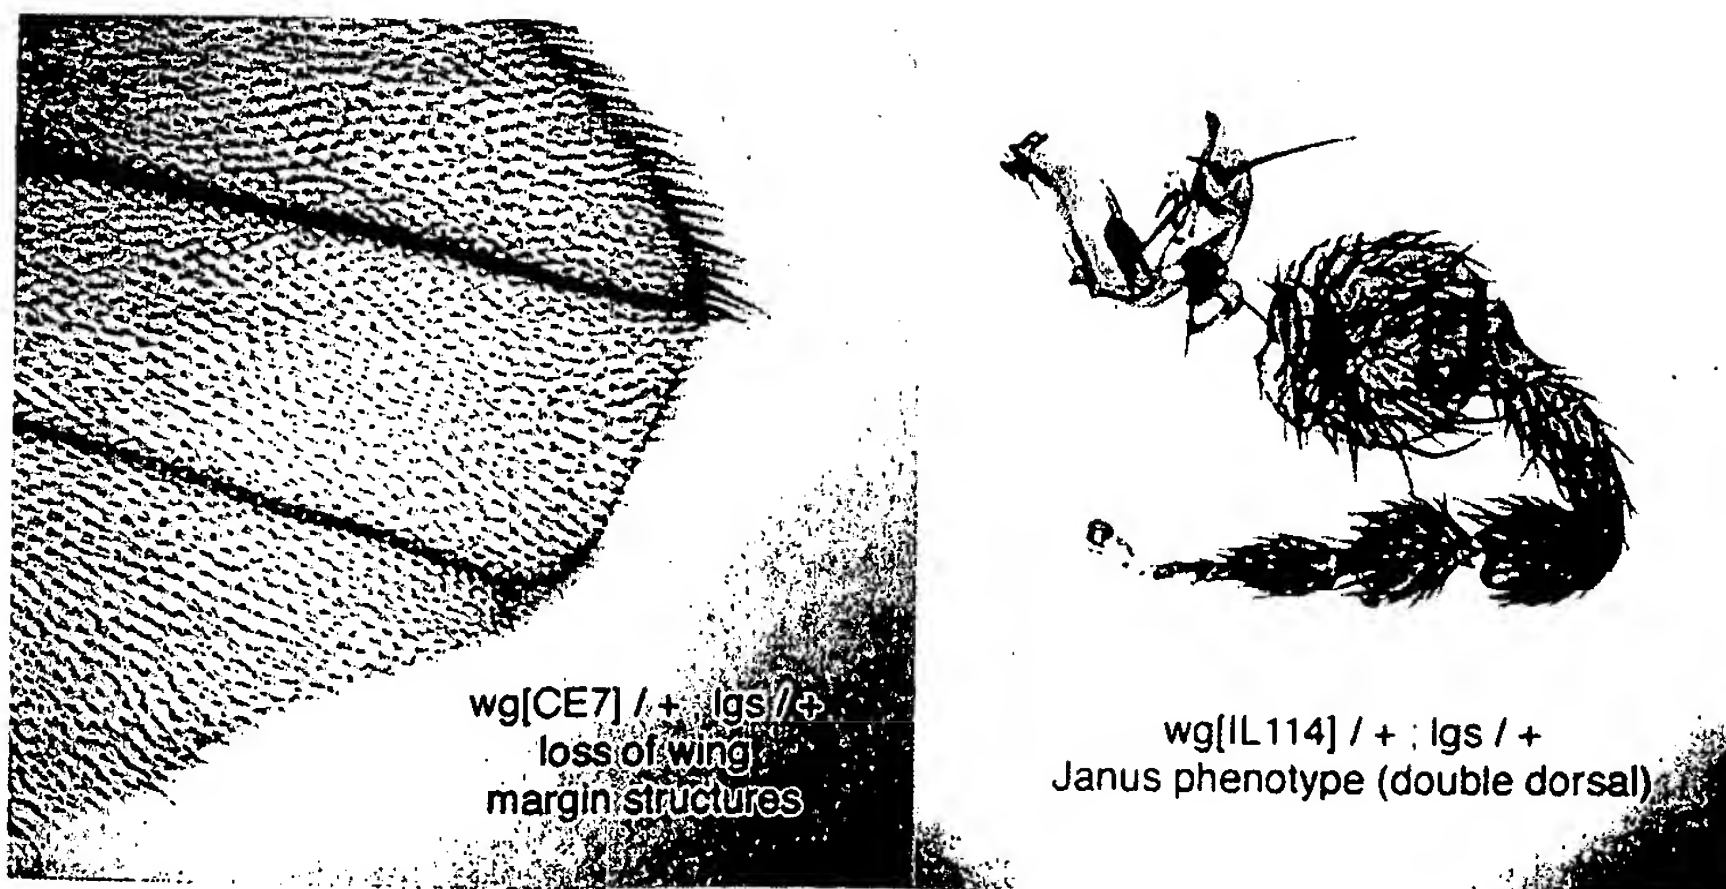 wg[CE7] / + lgs / +
loss of wing
margin structures
wg[IL114] / + ; lgs / +
Janus phenotype (double dorsal)